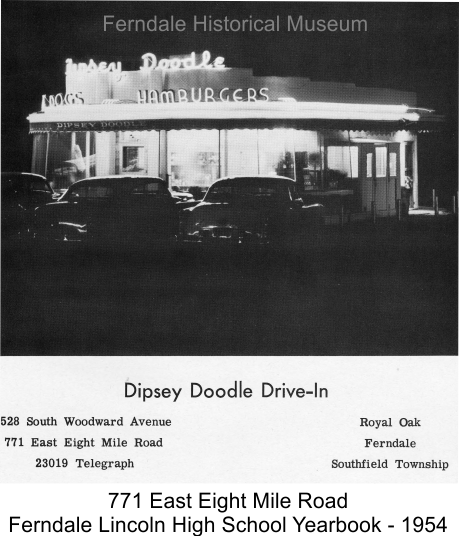 Ferndale Historical Museum
Dipsey Doodle
HAMBURGERS
DIPSEY DOODLE
Dipsey Doodle Drive-In
528 South Woodward Avenue Royal Oak
771 East Eight Mile Road Ferndale
23019 Telegraph Southfield Township
771 East Eight Mile Road
Ferndale Lincoln High School Yearbook - 1954